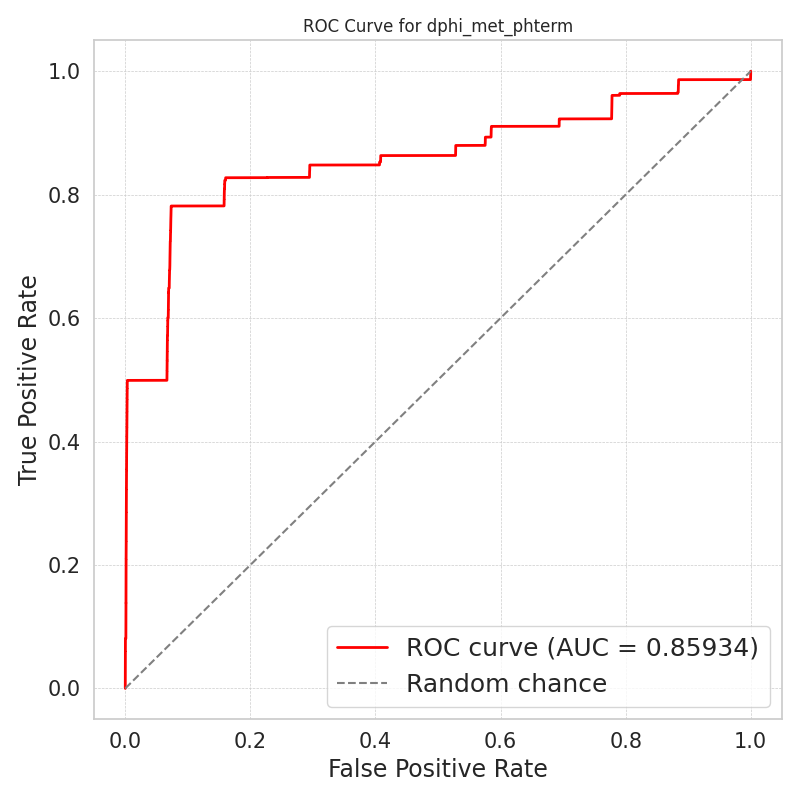 ROC Curve for dphi_met_phterm
True Positive Rate
1.0
0.8
0.6
0.4
0.2
0.0
ROC curve (AUC = 0.85934)
Random chance
0.0 0.2 0.4 0.6 0.8 1.0
False Positive Rate